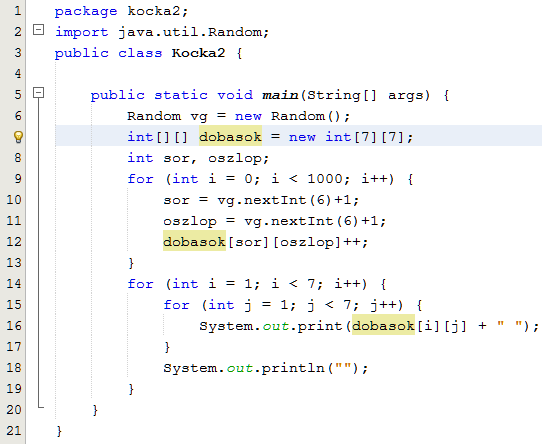 1 package kocka2;
2 import java.util.Random;
3 public class Kocka2 {
4
5     public static void main(String[] args) {
6         Random vg = new Random();
        int[][] dobasok = new int[7][7];
8         int sor, oszlop;
9         for (int i = 0; i < 1000; i++) {
10             sor = vg.nextInt(6)+1;
11             oszlop = vg.nextInt(6)+1;
12             dobasok[sor][oszlop]++;
13         }
14         for (int i = 1; i < 7; i++) {
15             for (int j = 1; j < 7; j++) {
16                 System.out.print(dobasok[i][j] + " ");
17             }
18             System.out.println("");
19         }
20     }
21 }